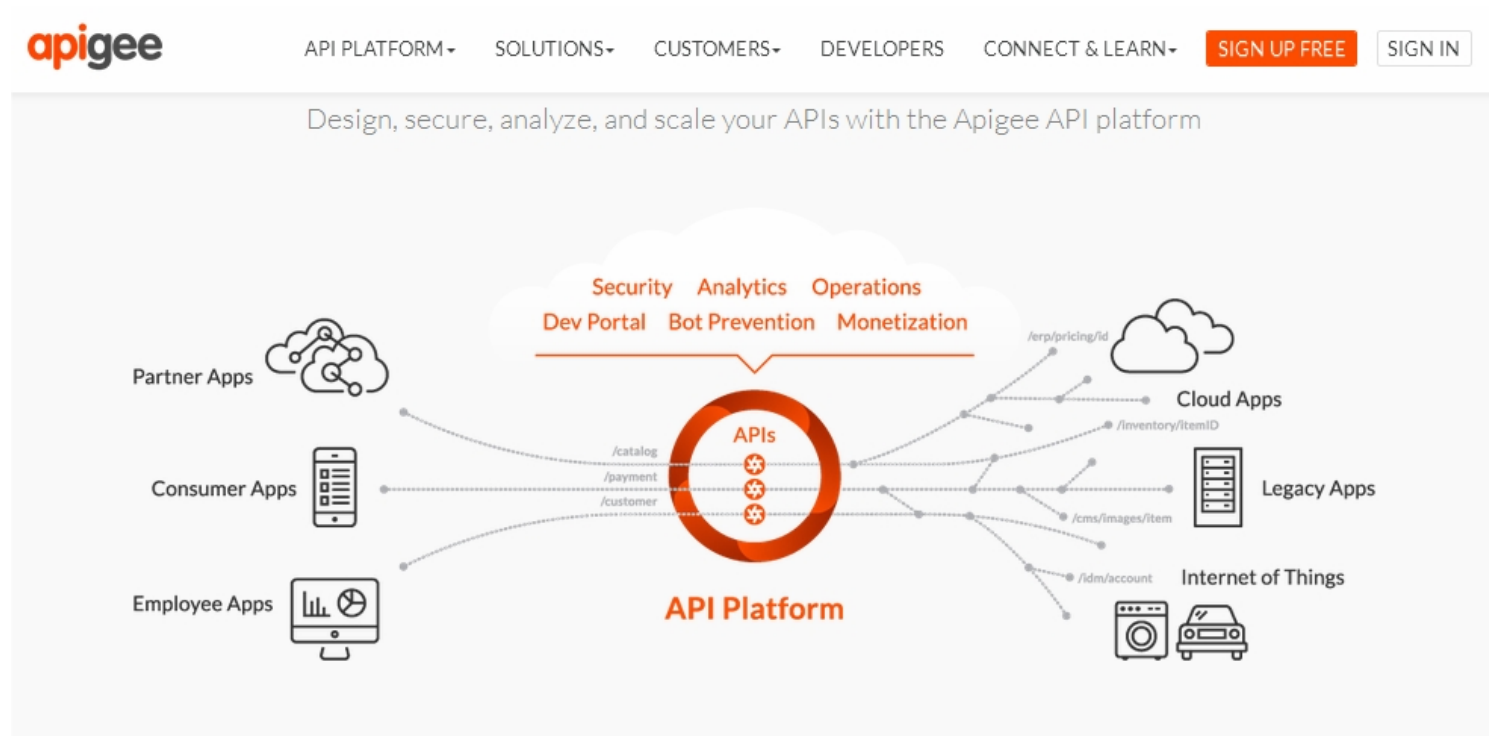 apigee
API PLATFORM SOLUTIONS CUSTOMERS DEVELOPERS CONNECT & LEARN SIGN UP FREE SIGN IN
Design, secure, analyze, and scale your APIs with the Apigee API platform
Security Analytics Operations
Dev Portal Bot Prevention Monetization
/erp/pricing/id
Partner Apps
Cloud Apps
/inventory/itemID
APIs
/catalog
/payment
/customer
Consumer Apps
Legacy Apps
/cms/images/item
/idm/account
Internet of Things
Employee Apps
API Platform